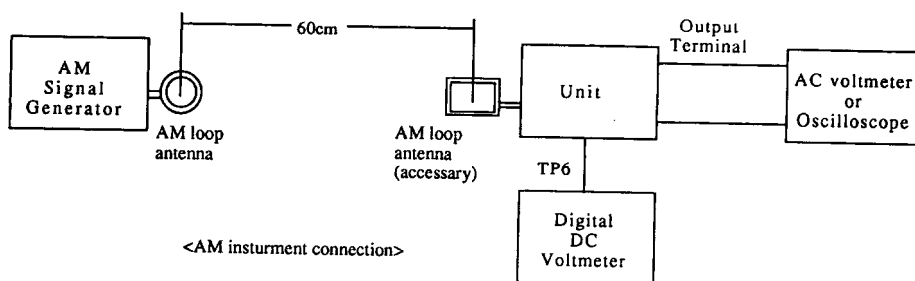 60cm
Output
Terminal
AM
Signal
Generator
Unit
AC voltmeter
or
Oscilloscope
AM loop
antenna
AM loop
antenna
(accessary)
TP6
Digital
DC
Voltmeter
<AM insturment connection>